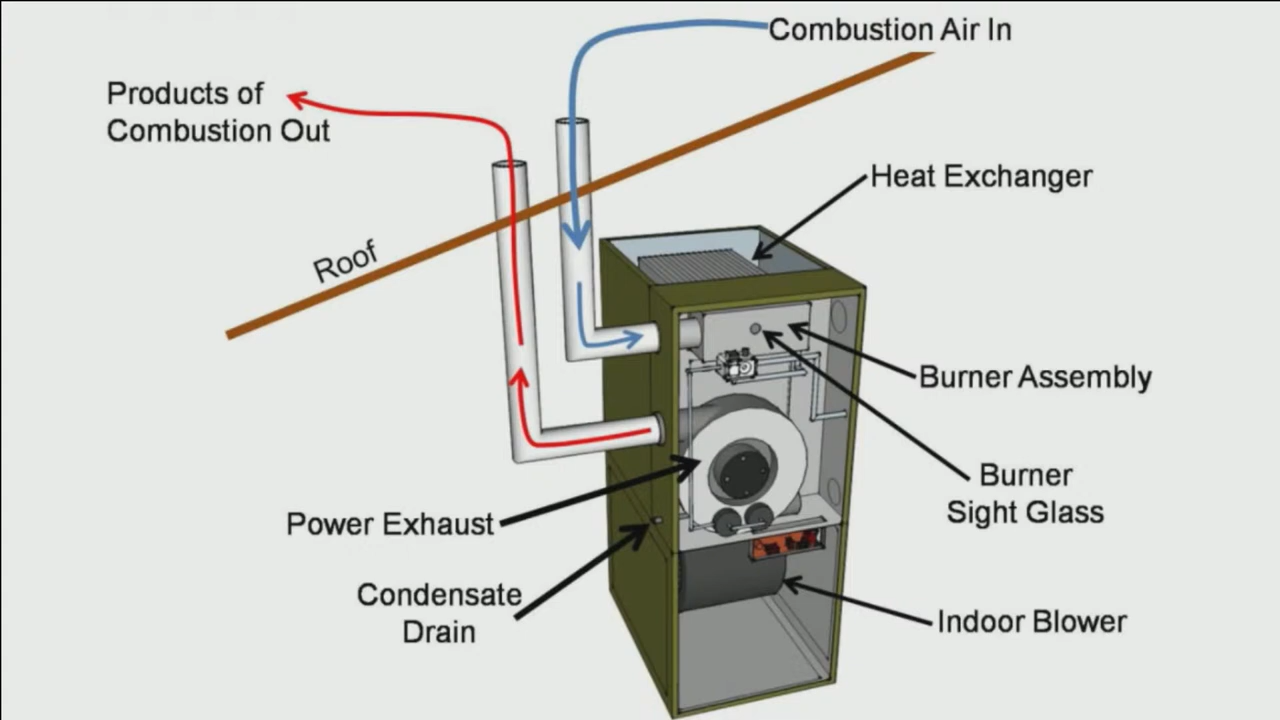 Combustion Air In
Products of
Combustion Out
Heat Exchanger
Roof
Burner Assembly
Burner
Sight Glass
Power Exhaust
Condensate
Drain
Indoor Blower